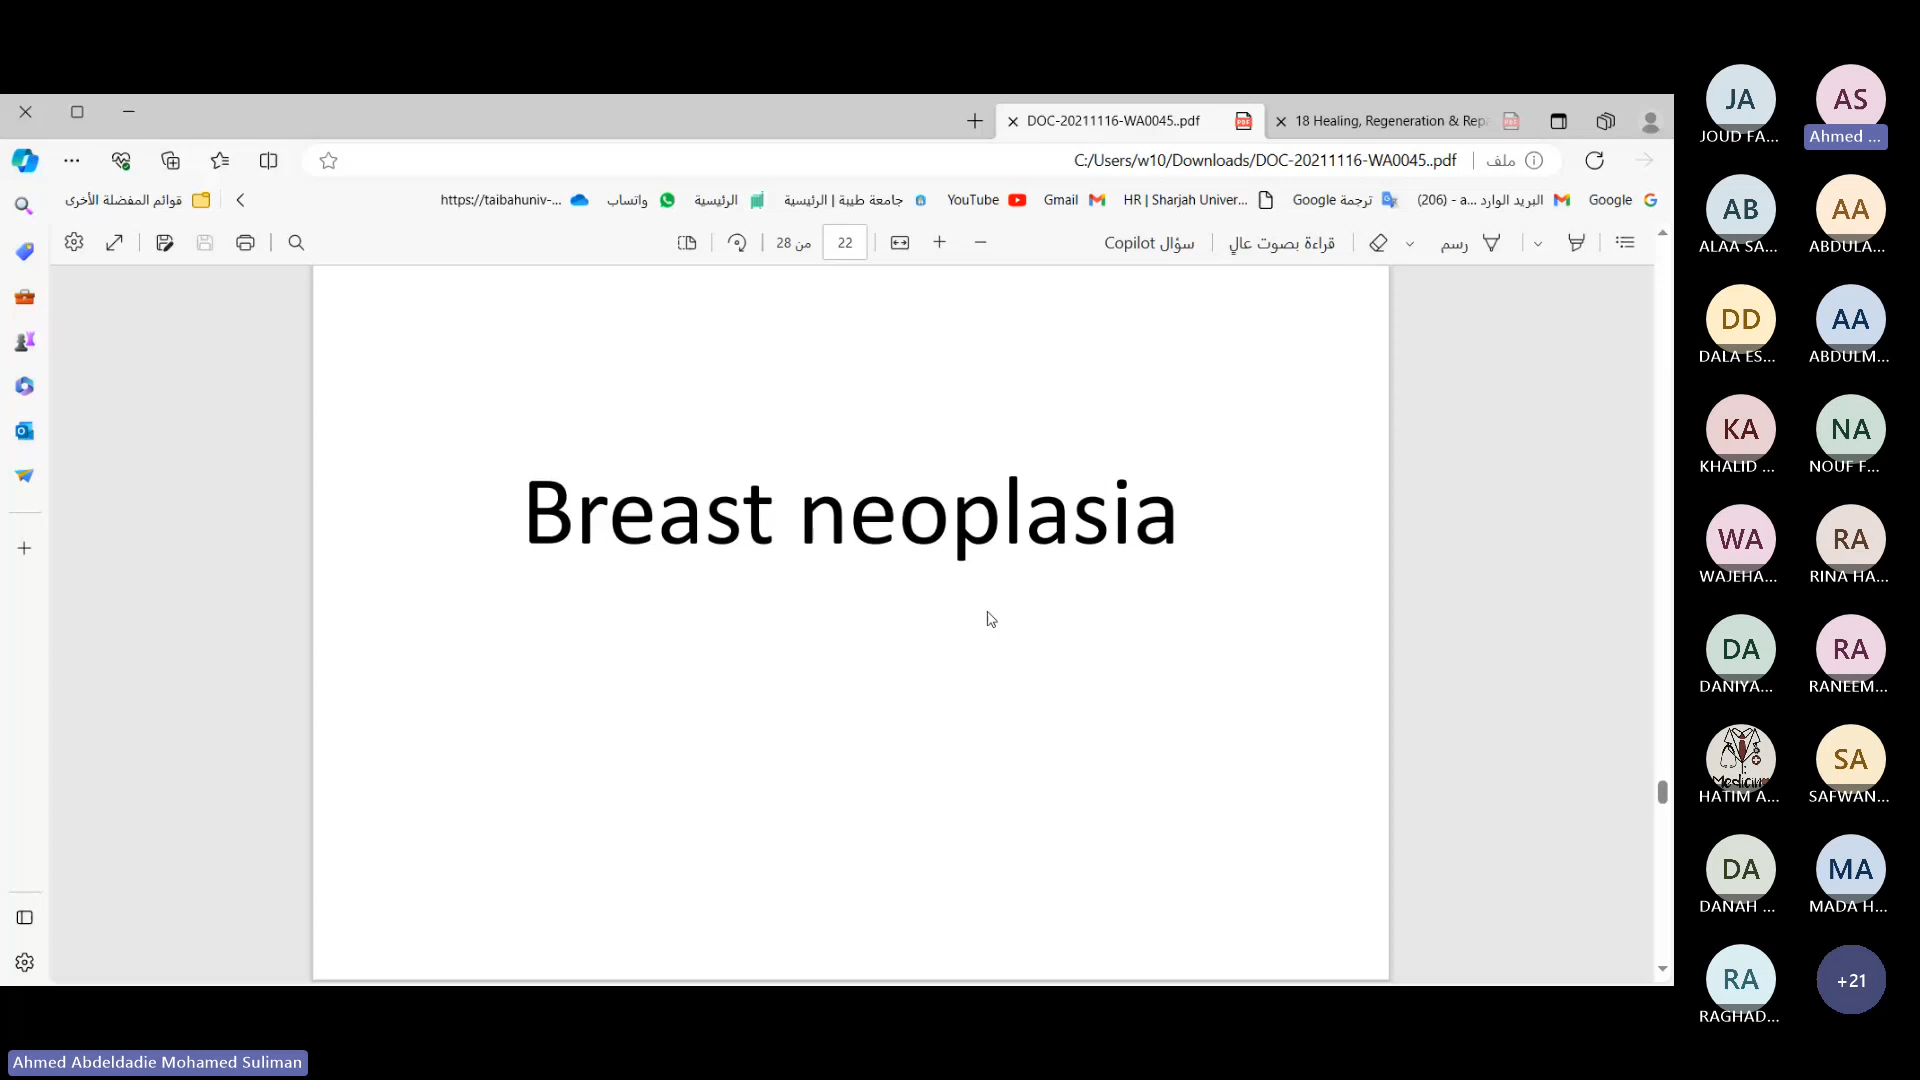 DOC-20211116-WA0045..pdf
18 Healing, Regeneration & Rep
C:/Users/w10/Downloads/DOC-20211116-WA0045..pdf
ملف
قوائم المفضلة الأخرى
https://taibahuniv-...
واتساب
الرئيسية
جامعة طيبة | الرئيسية
YouTube
Gmail
HR | Sharjah Univer...
ترجمة Google
(206) - a... البريد الوارد
Google
22
من 28
سؤال Copilot
قراءة بصوت عالٍ
رسم
Breast neoplasia
JA
JOUD FA...
AS
Ahmed ...
AB
ALAA SA...
AA
ABDULA...
DD
DALA ES...
AA
ABDULM...
KA
KHALID ...
NA
NOUF F...
WA
WAJEHA...
RA
RINA HA...
DA
DANIYA...
RA
RANEEM...
Medicine
HATIM A...
SA
SAFWAN...
DA
DANAH ...
MA
MADA H...
RA
RAGHAD...
+21
Ahmed Abdeldadie Mohamed Suliman